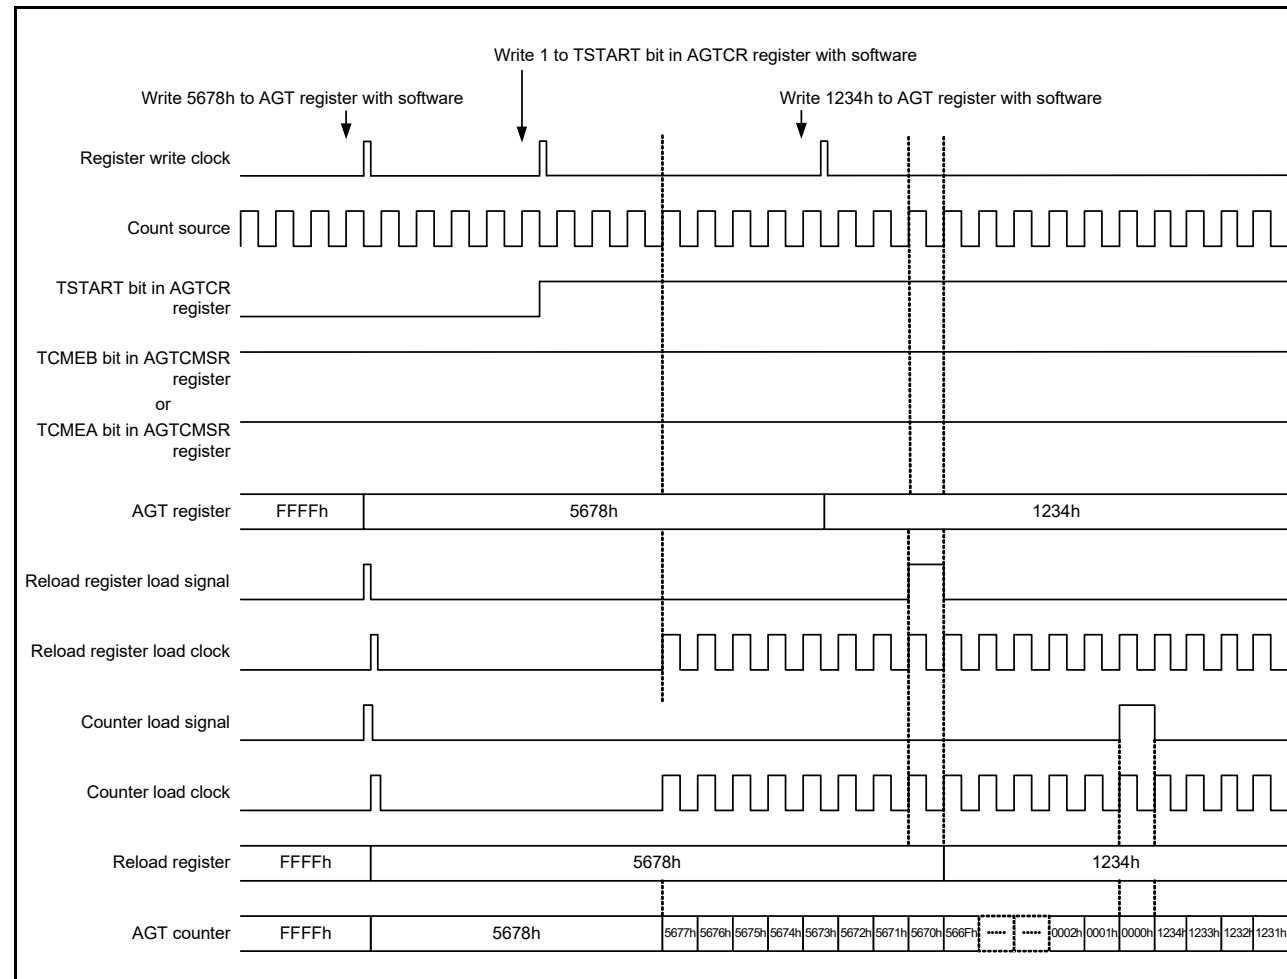 Write 1 to TSTART bit in AGTCR register with software
Write 5678h to AGT register with software
Write 1234h to AGT register with software
Register write clock
Count source
TSTART bit in AGTCR
register
TCMEB bit in AGTCMSR
register
or
TCMEA bit in AGTCMSR
register
AGT register FFFFh 5678h 1234h
Reload register load signal
Reload register load clock
Counter load signal
Counter load clock
Reload register FFFFh 5678h 1234h
AGT counter FFFFh 5678h 5677h 5676h 5675h 5674h 5673h 5672h 5671h 5670h 566Fh ····· ····· 0002h 0001h 0000h 1234h 1233h 1232h 1231h